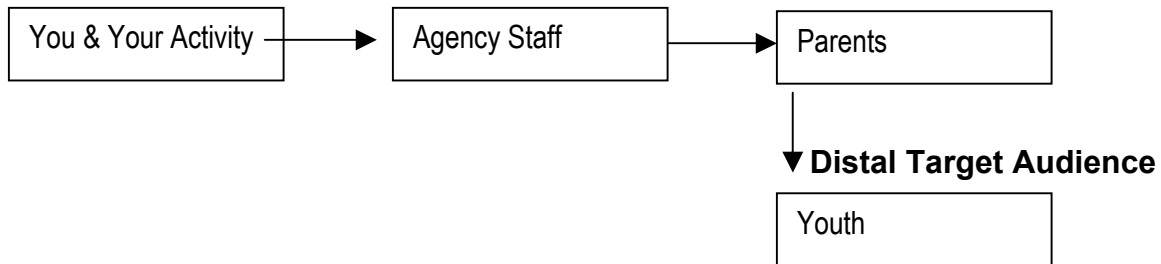 You & Your Activity
Agency Staff
Parents
Distal Target Audience
Youth